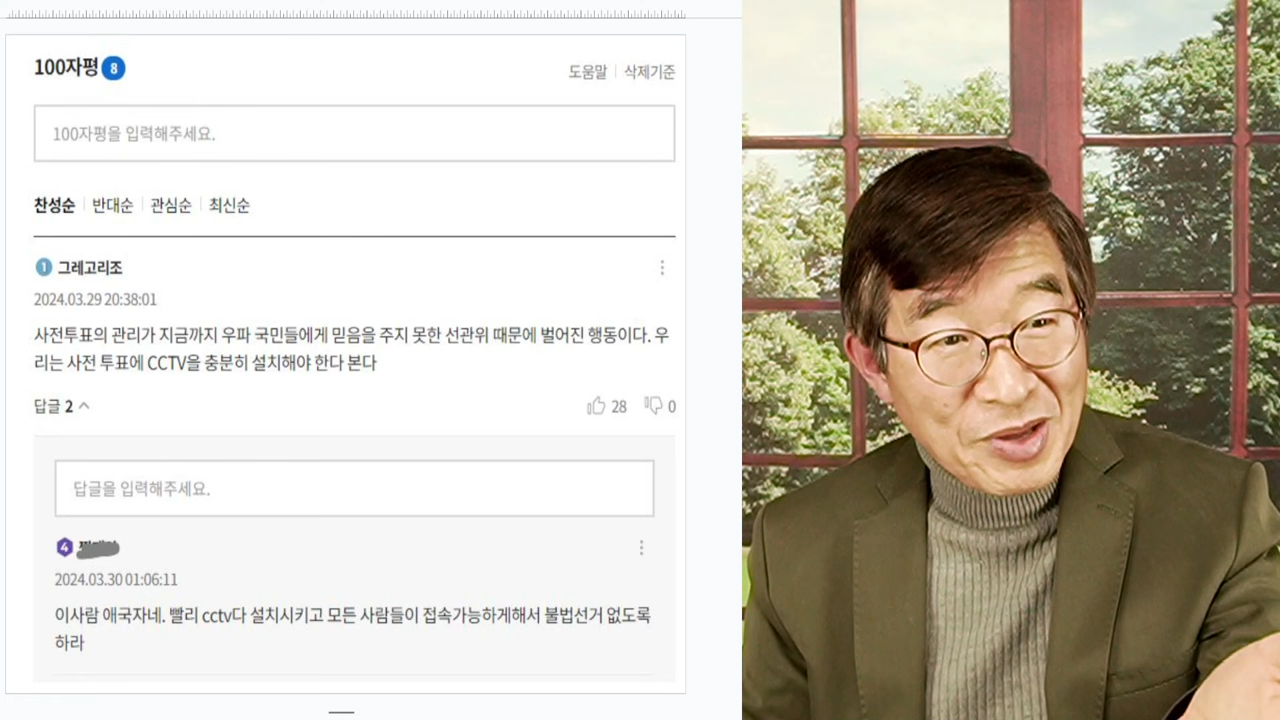 100자평 8
도움말 | 삭제기준
100자평을 입력해주세요.
찬성순 | 반대순 | 관심순 | 최신순
1 그레고리조
2024.03.29 20:38:01
사전투표의 관리가 지금까지 우파 국민들에게 믿음을 주지 못한 선관위 때문에 벌어진 행동이다. 우
리는 사전 투표에 CCTV을 충분히 설치해야 한다 본다
답글 2
28 0
답글을 입력해주세요.
4
2024.03.30 01:06:11
이사람 애국자네. 빨리 cctv다 설치시키고 모든 사람들이 접속가능하게해서 불법선거 없도록
하라